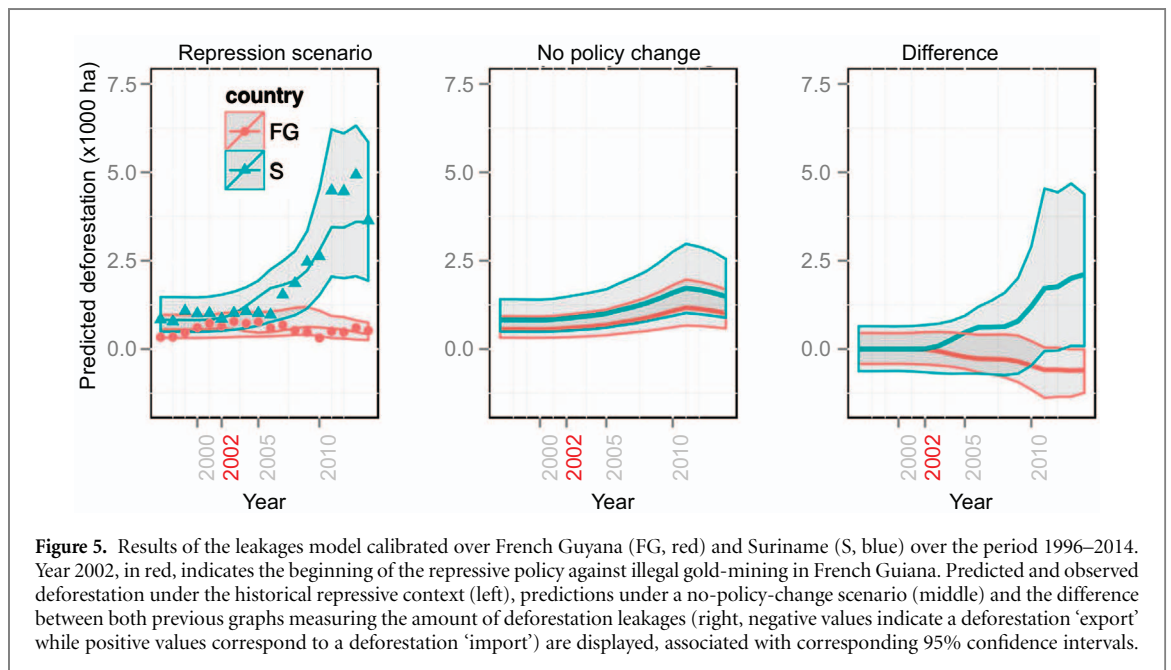 Repression scenario
No policy change
Difference
Predicted deforestation (x1000 ha)
7.5
5.0
2.5
0.0
country
FG
S
2000
2002
2005
2010
Year
7.5
5.0
2.5
0.0
2000
2002
2005
2010
Year
7.5
5.0
2.5
0.0
2000
2002
2005
2010
Year
Figure 5. Results of the leakages model calibrated over French Guyana (FG, red) and Suriname (S, blue) over the period 1996–2014.
Year 2002, in red, indicates the beginning of the repressive policy against illegal gold-mining in French Guiana. Predicted and observed
deforestation under the historical repressive context (left), predictions under a no-policy-change scenario (middle) and the difference
between both previous graphs measuring the amount of deforestation leakages (right, negative values indicate a deforestation ‘export’
while positive values correspond to a deforestation ‘import’) are displayed, associated with corresponding 95% confidence intervals.